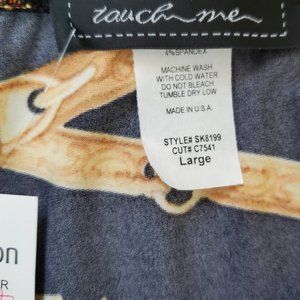 touch me
4%SPANDEX
MACHINE WASH
WITH COLD WATER
DO NOT BLEACH
TUMBLE DRY LOW
MADE IN U.S.A.
STYLE# SK8199
CUT# C7541
Large
on
R